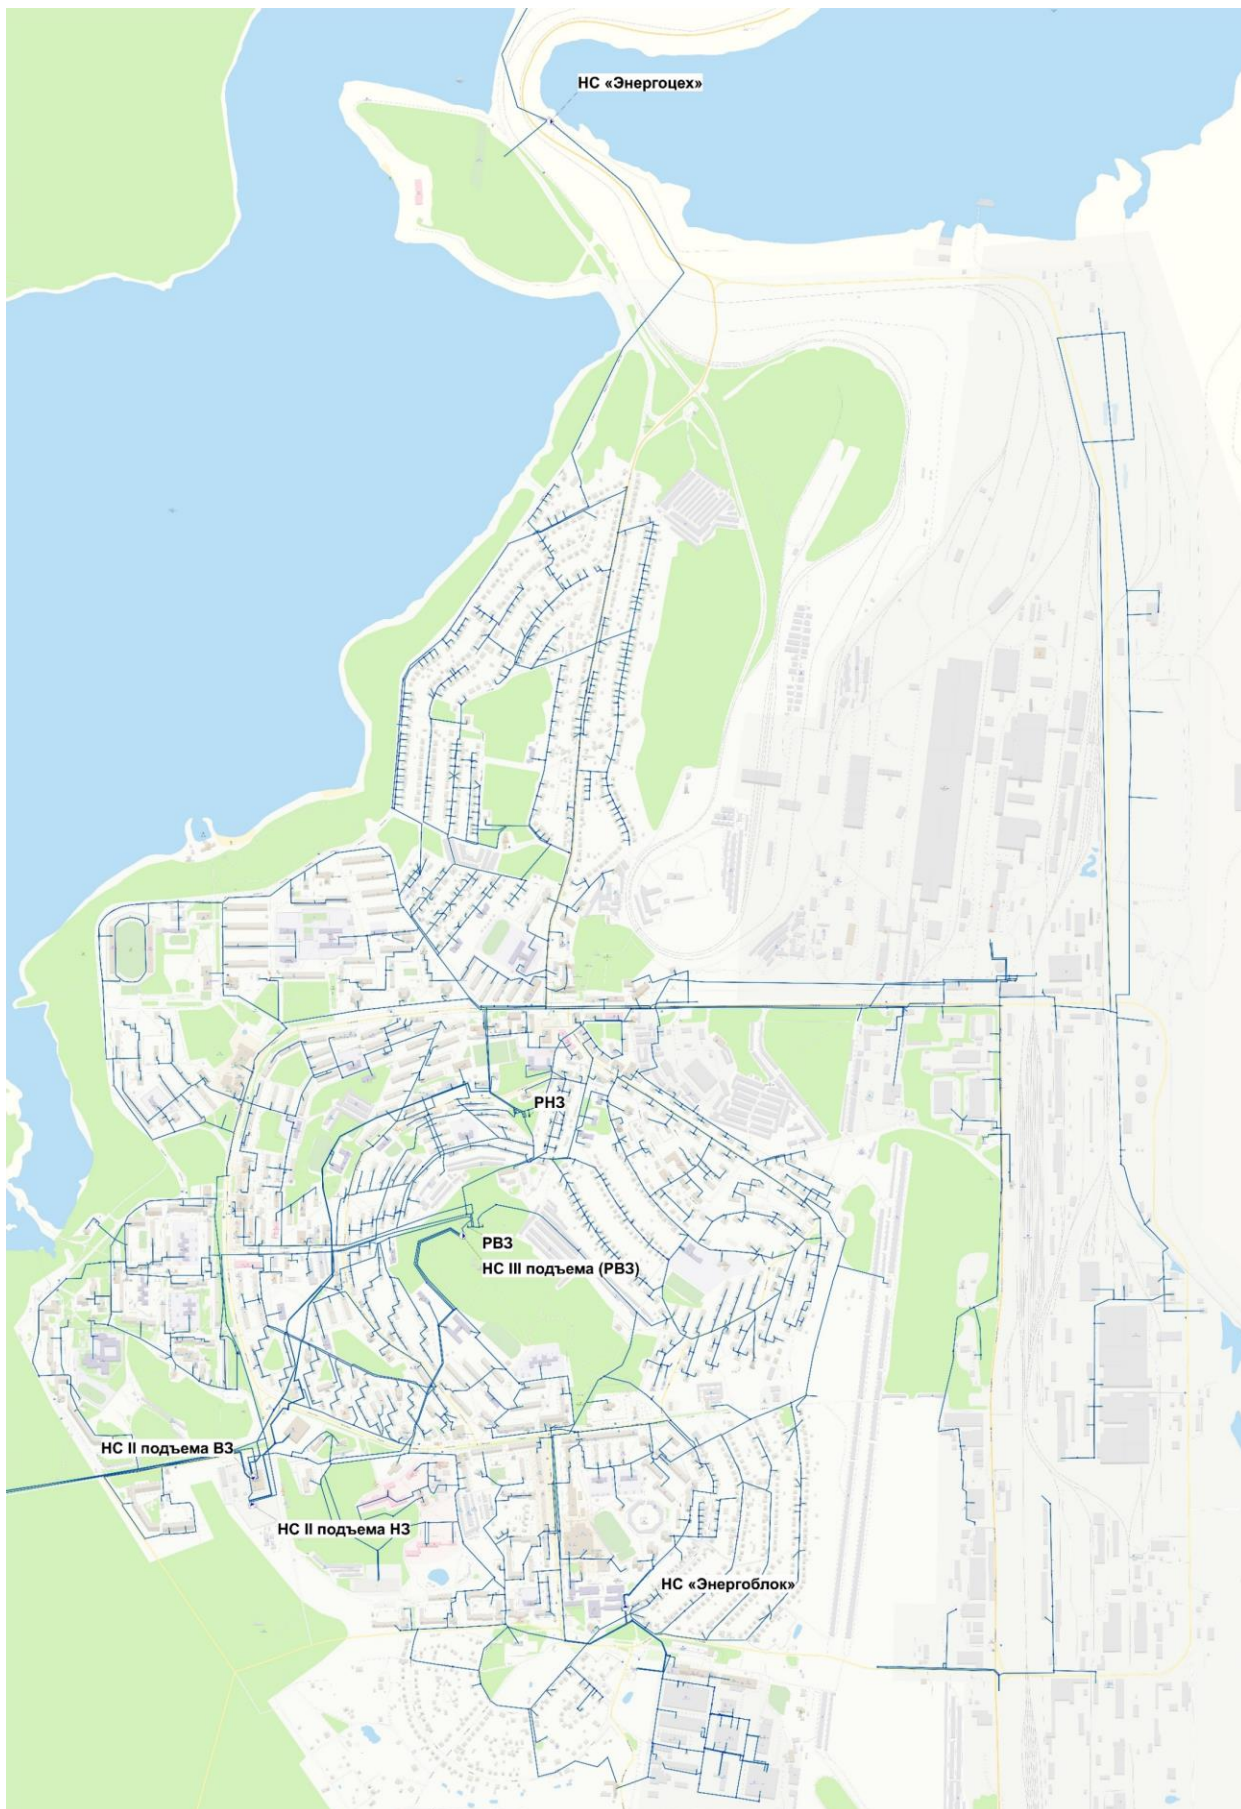 НС «Энергоцех»
РНЗ
РВЗ
НС III подъема (РВЗ)
НС II подъема ВЗ
НС II подъема НЗ
НС «Энергоблок»